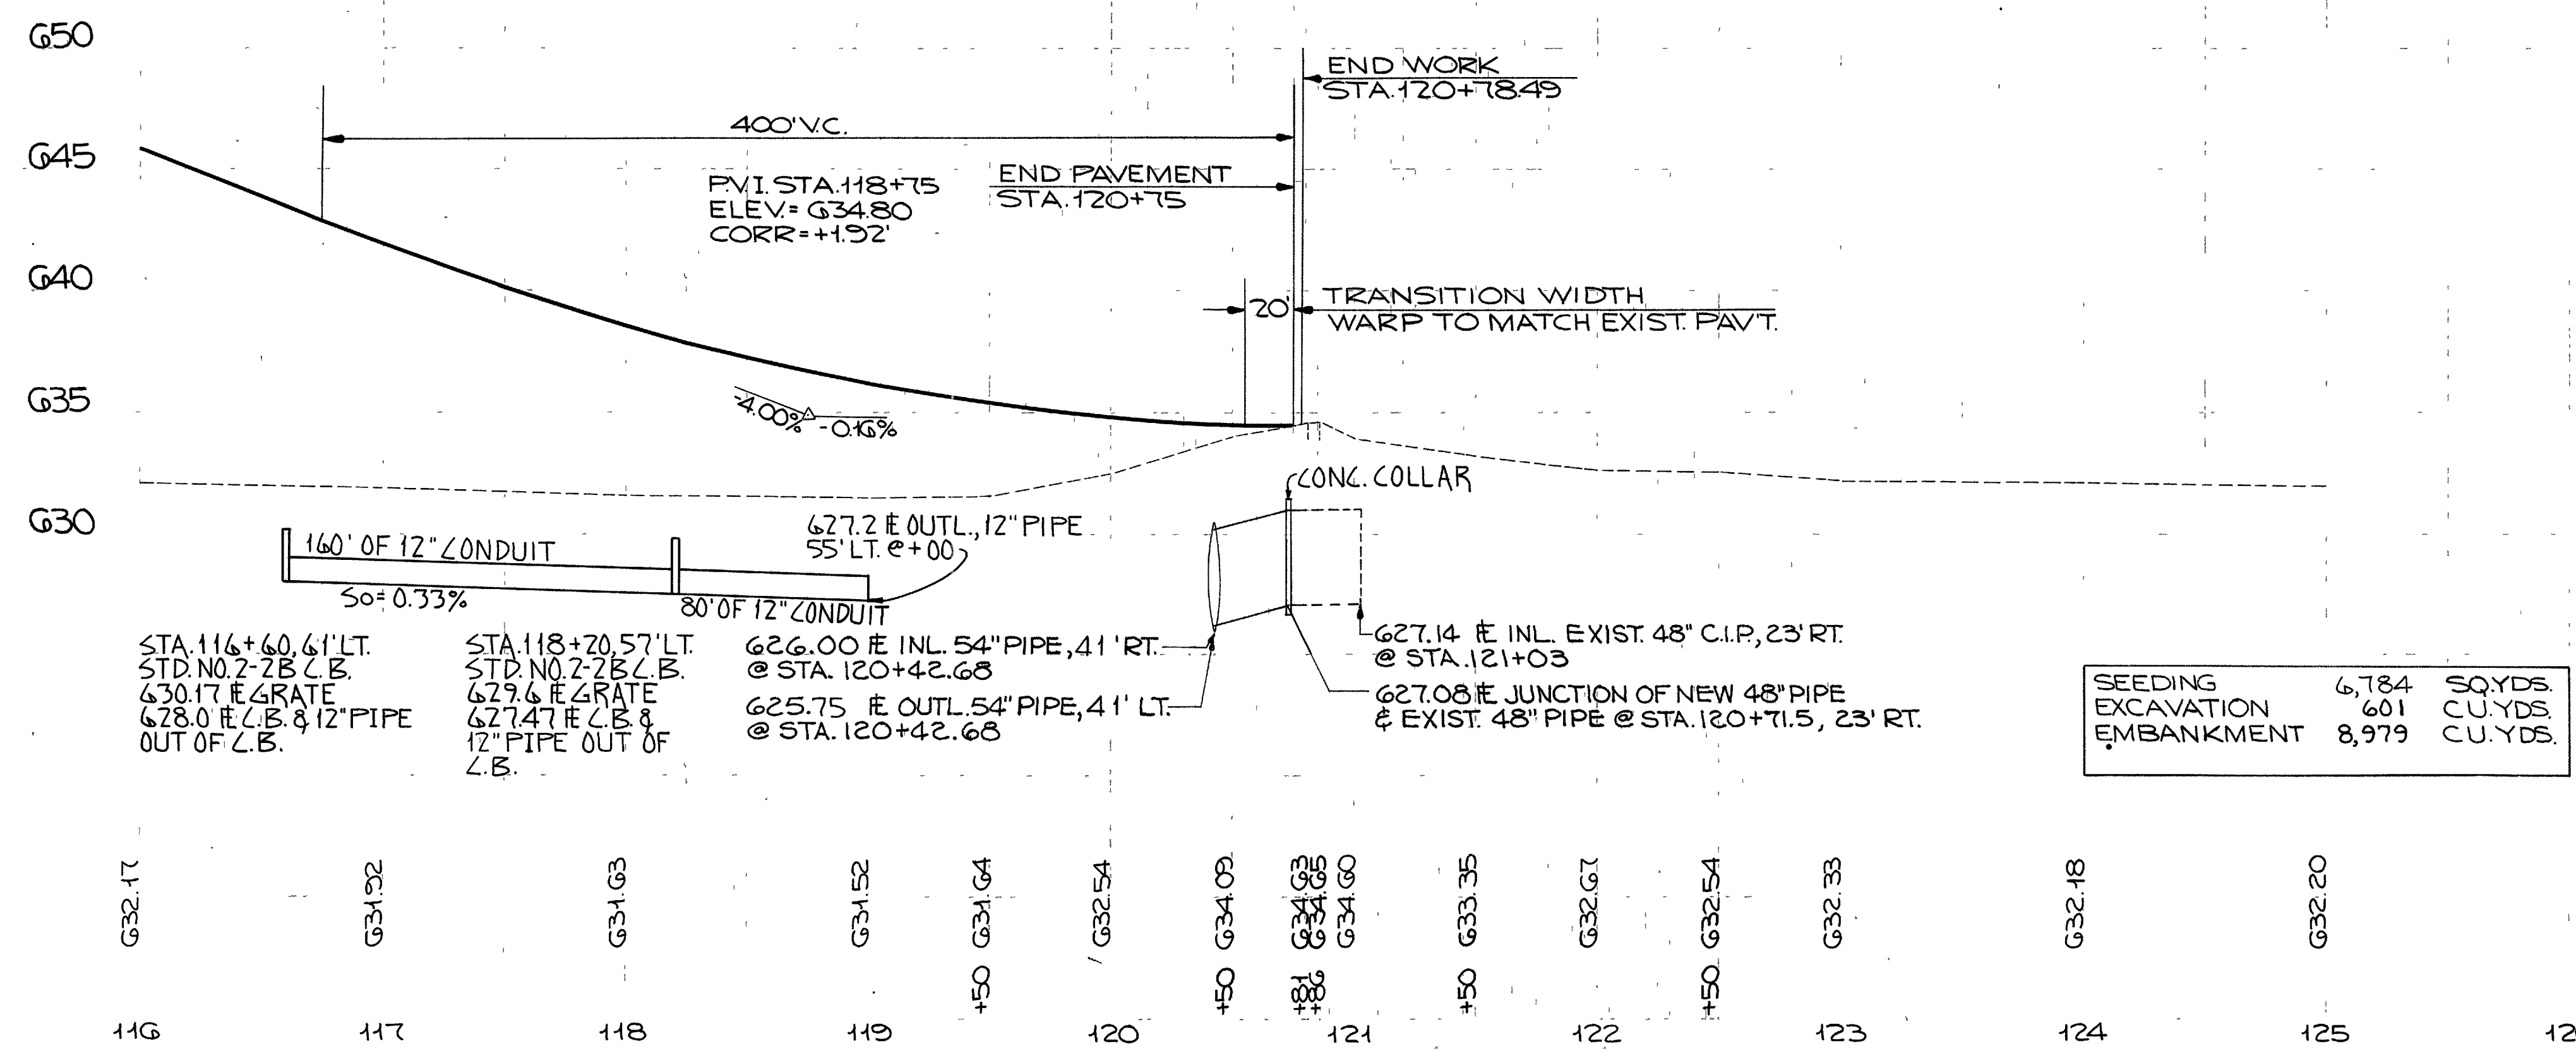 650
645
640
635
630
END WORK
STA.120+78.49
400' V.C.
P.V.I. STA.118+75
ELEV.= 634.80
CORR=+1.92'
END PAVEMENT
STA.120+75
20'
TRANSITION WIDTH
WARP TO MATCH EXIST. PAV'T.
-4.00%
-0.16%
CONC. COLLAR
160' OF 12" CONDUIT
So= 0.33%
80' OF 12" CONDUIT
627.2 ₤ OUTL., 12" PIPE
55' LT. @ +00
STA.116+60, 61' LT.
STD. NO. 2-2B C.B.
630.17 ₤ GRATE
628.0 ₤ C.B. & 12" PIPE
OUT OF C.B.
STA.118+20, 57' LT.
STD. NO. 2-2B C.B.
629.6 ₤ GRATE
627.47 ₤ C.B. &
12" PIPE OUT OF
C.B.
626.00 ₤ INL. 54" PIPE, 41' RT.
@ STA. 120+42.68
625.75 ₤ OUTL. 54" PIPE, 41' LT.
@ STA. 120+42.68
627.14 ₤ INL. EXIST. 48" C.I.P., 23' RT.
@ STA.121+03
627.08 ₤ JUNCTION OF NEW 48" PIPE
& EXIST. 48" PIPE @ STA.120+71.5, 23' RT.
SEEDING 6,784 SQ.YDS.
EXCAVATION 601 CU.YDS.
EMBANKMENT 8,979 CU.YDS.
632.17 631.92 631.63 631.52 631.64 632.54 634.09 634.63 634.65 634.60 633.35 632.67 632.54 632.33 632.18 632.20
+50 +50 +81 +86 +50 +50
116 117 118 119 120 121 122 123 124 125